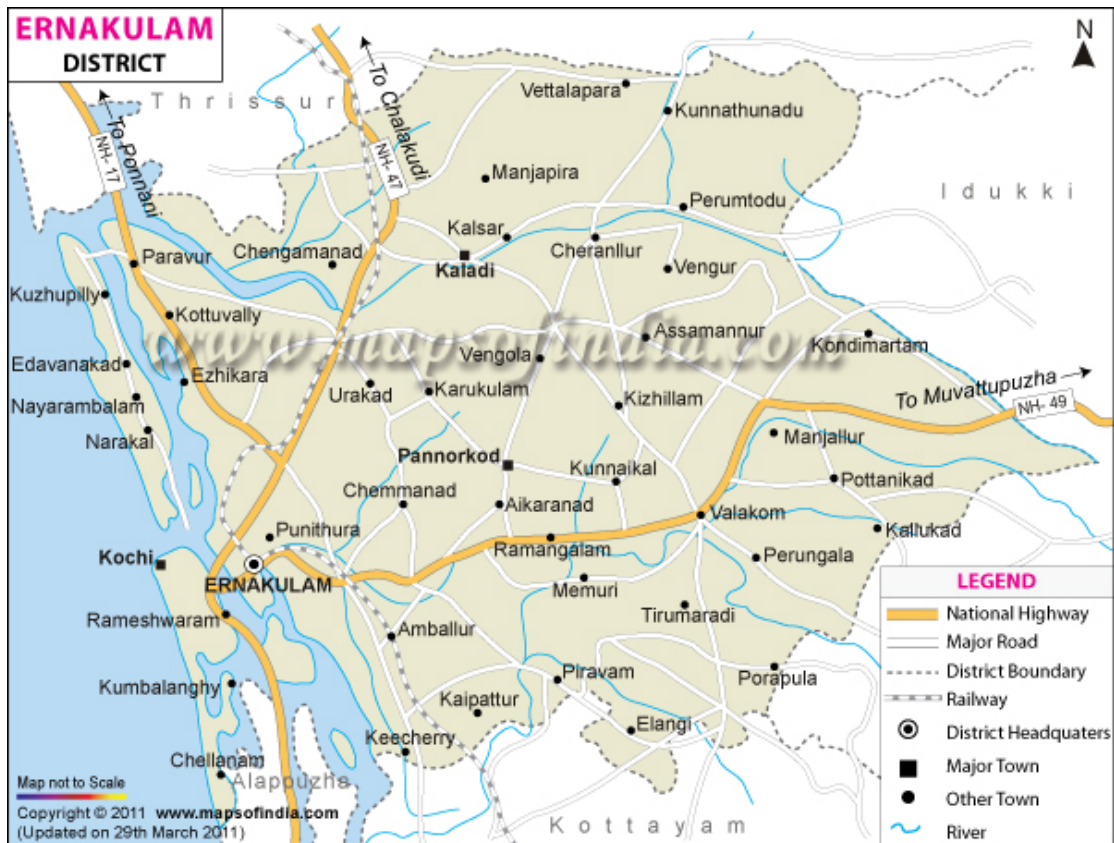 ERNAKULAM
DISTRICT
N
Thrissur
To Ponnani
NH- 17
To Chalakudi
NH- 47
Vettalapara
Kunnathunadu
Idukki
Manjapira
Perumtodu
Kalsar
Cheranllur
Chengamanad
Paravur
Kaladi
Vengur
Kuzhupilly
Kottuvally
www.mapsofindia.com
Assamannur
Kondimartam
Edavanakad
Vengola
Ezhikara
To Muvattupuzha
NH- 49
Urakad
Karukulam
Nayarambalam
Kizhillam
Narakal
Manjallur
Pannorkod
Kunnaikal
Pottanikad
Chemmanad
Aikaranad
Valakom
Punithura
Kallukad
Kochi
Ramangalam
Perungala
ERNAKULAM
Memuri
Rameshwaram
Tirumaradi
Amballur
Piravam
Porapula
Kumbalanghy
Kaipattur
Elangi
Keecherry
Chellanam
Alappuzha
Kottayam
LEGEND
National Highway
Major Road
District Boundary
Railway
District Headquaters
Major Town
Other Town
River
Map not to Scale
Copyright © 2011 www.mapsofindia.com
(Updated on 29th March 2011)